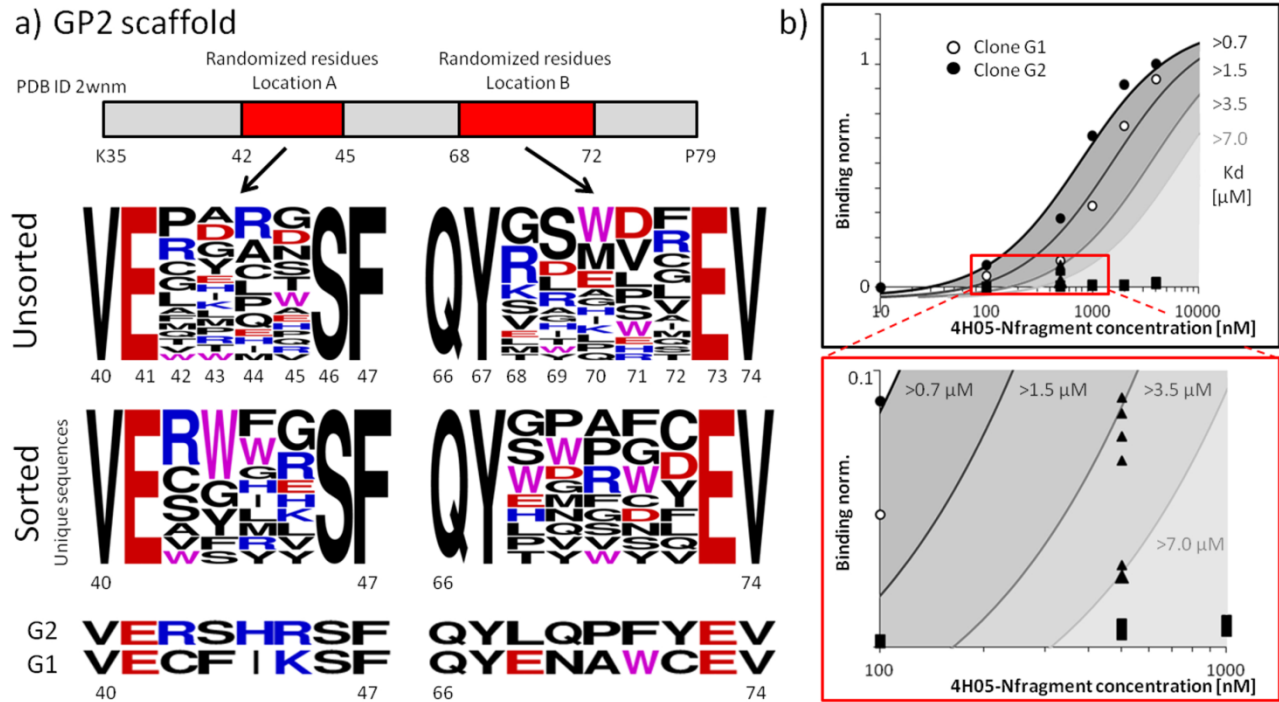 a) GP2 scaffold
Randomized residues
Location A
Randomized residues
Location B
PDB ID 2wnm
K35
42
45
68
72
P79
Unsorted
40 41 42 43 44 45 46 47
66 67 68 69 70 71 72 73 74
Sorted
Unique sequences
40 47
66 74
G2 VERSHRSF QYLQPFYEV
G1 VECFIKSF QYENAWCEV
40 47
66 74
b)
Binding norm.
1
0
Clone G1
Clone G2
>0.7
>1.5
>3.5
>7.0
Kd
[μM]
10 100 1000 10000
4H05-Nfragment concentration [nM]
0.1
Binding norm.
>0.7 μM
>1.5 μM
>3.5 μM
>7.0 μM
100 1000
4H05-Nfragment concentration [nM]